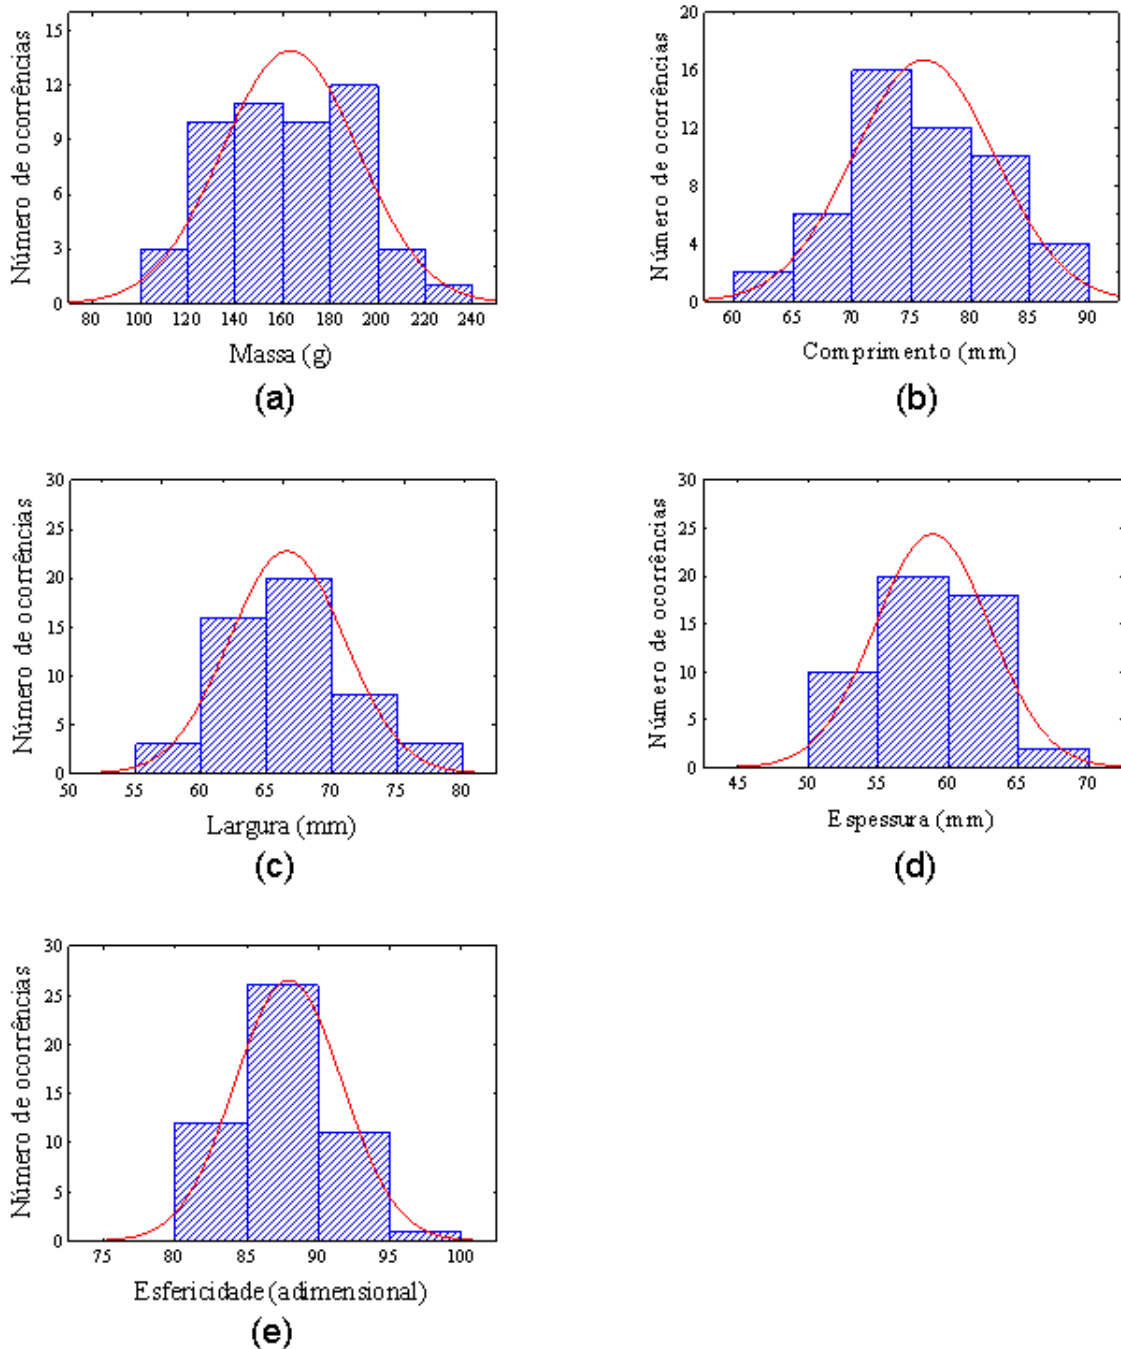 Número de ocorrências
15
12
9
6
3
0
80 100 120 140 160 180 200 220 240
Massa (g)
(a)
Número de ocorrências
20
16
12
8
4
0
60 65 70 75 80 85 90
Comprimento (mm)
(b)
Número de ocorrências
30
25
20
15
10
5
0
50 55 60 65 70 75 80
Largura (mm)
(c)
Número de ocorrências
30
25
20
15
10
5
0
45 50 55 60 65 70
Espessura (mm)
(d)
Número de ocorrências
30
25
20
15
10
5
0
75 80 85 90 95 100
Esfericidade (adimensional)
(e)